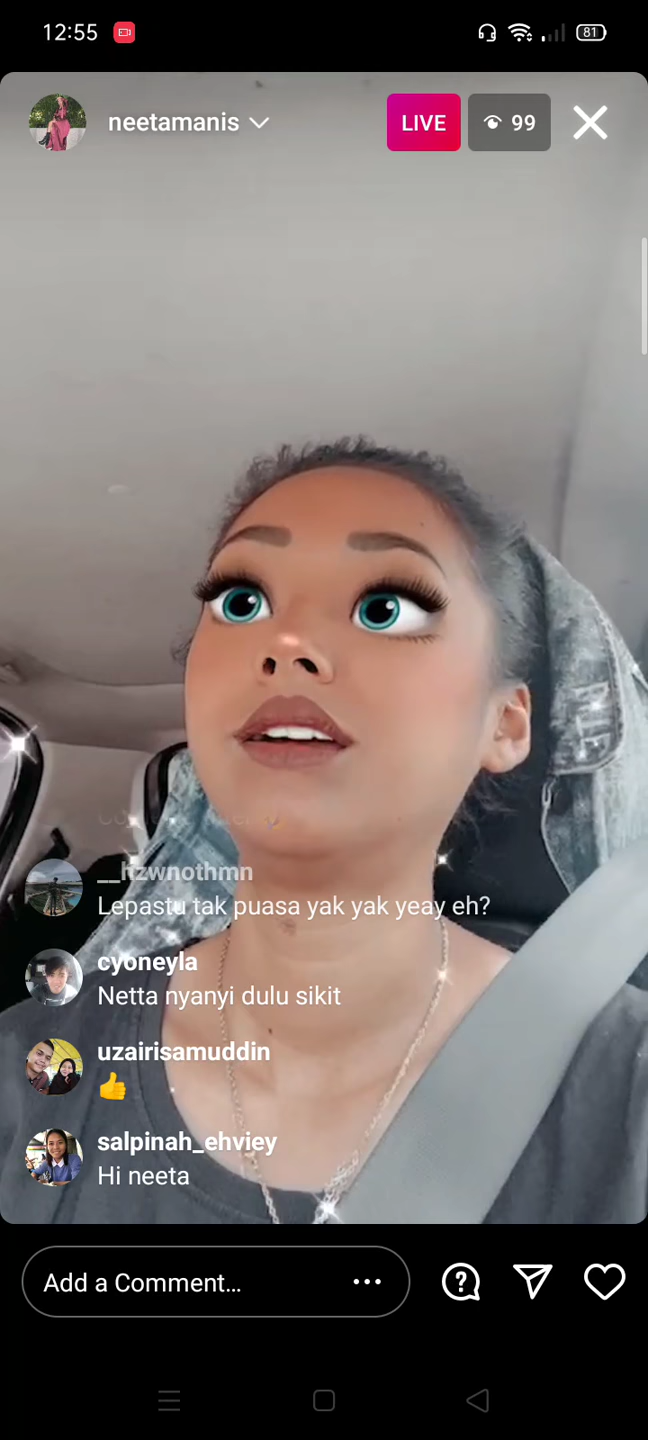 12:55
81
neetamanis
LIVE
99
__hzwnothmn
Lepastu tak puasa yak yak yeay eh?
cyoneyla
Netta nyanyi dulu sikit
uzairisamuddin
👍
salpinah_ehviey
Hi neeta
Add a Comment...